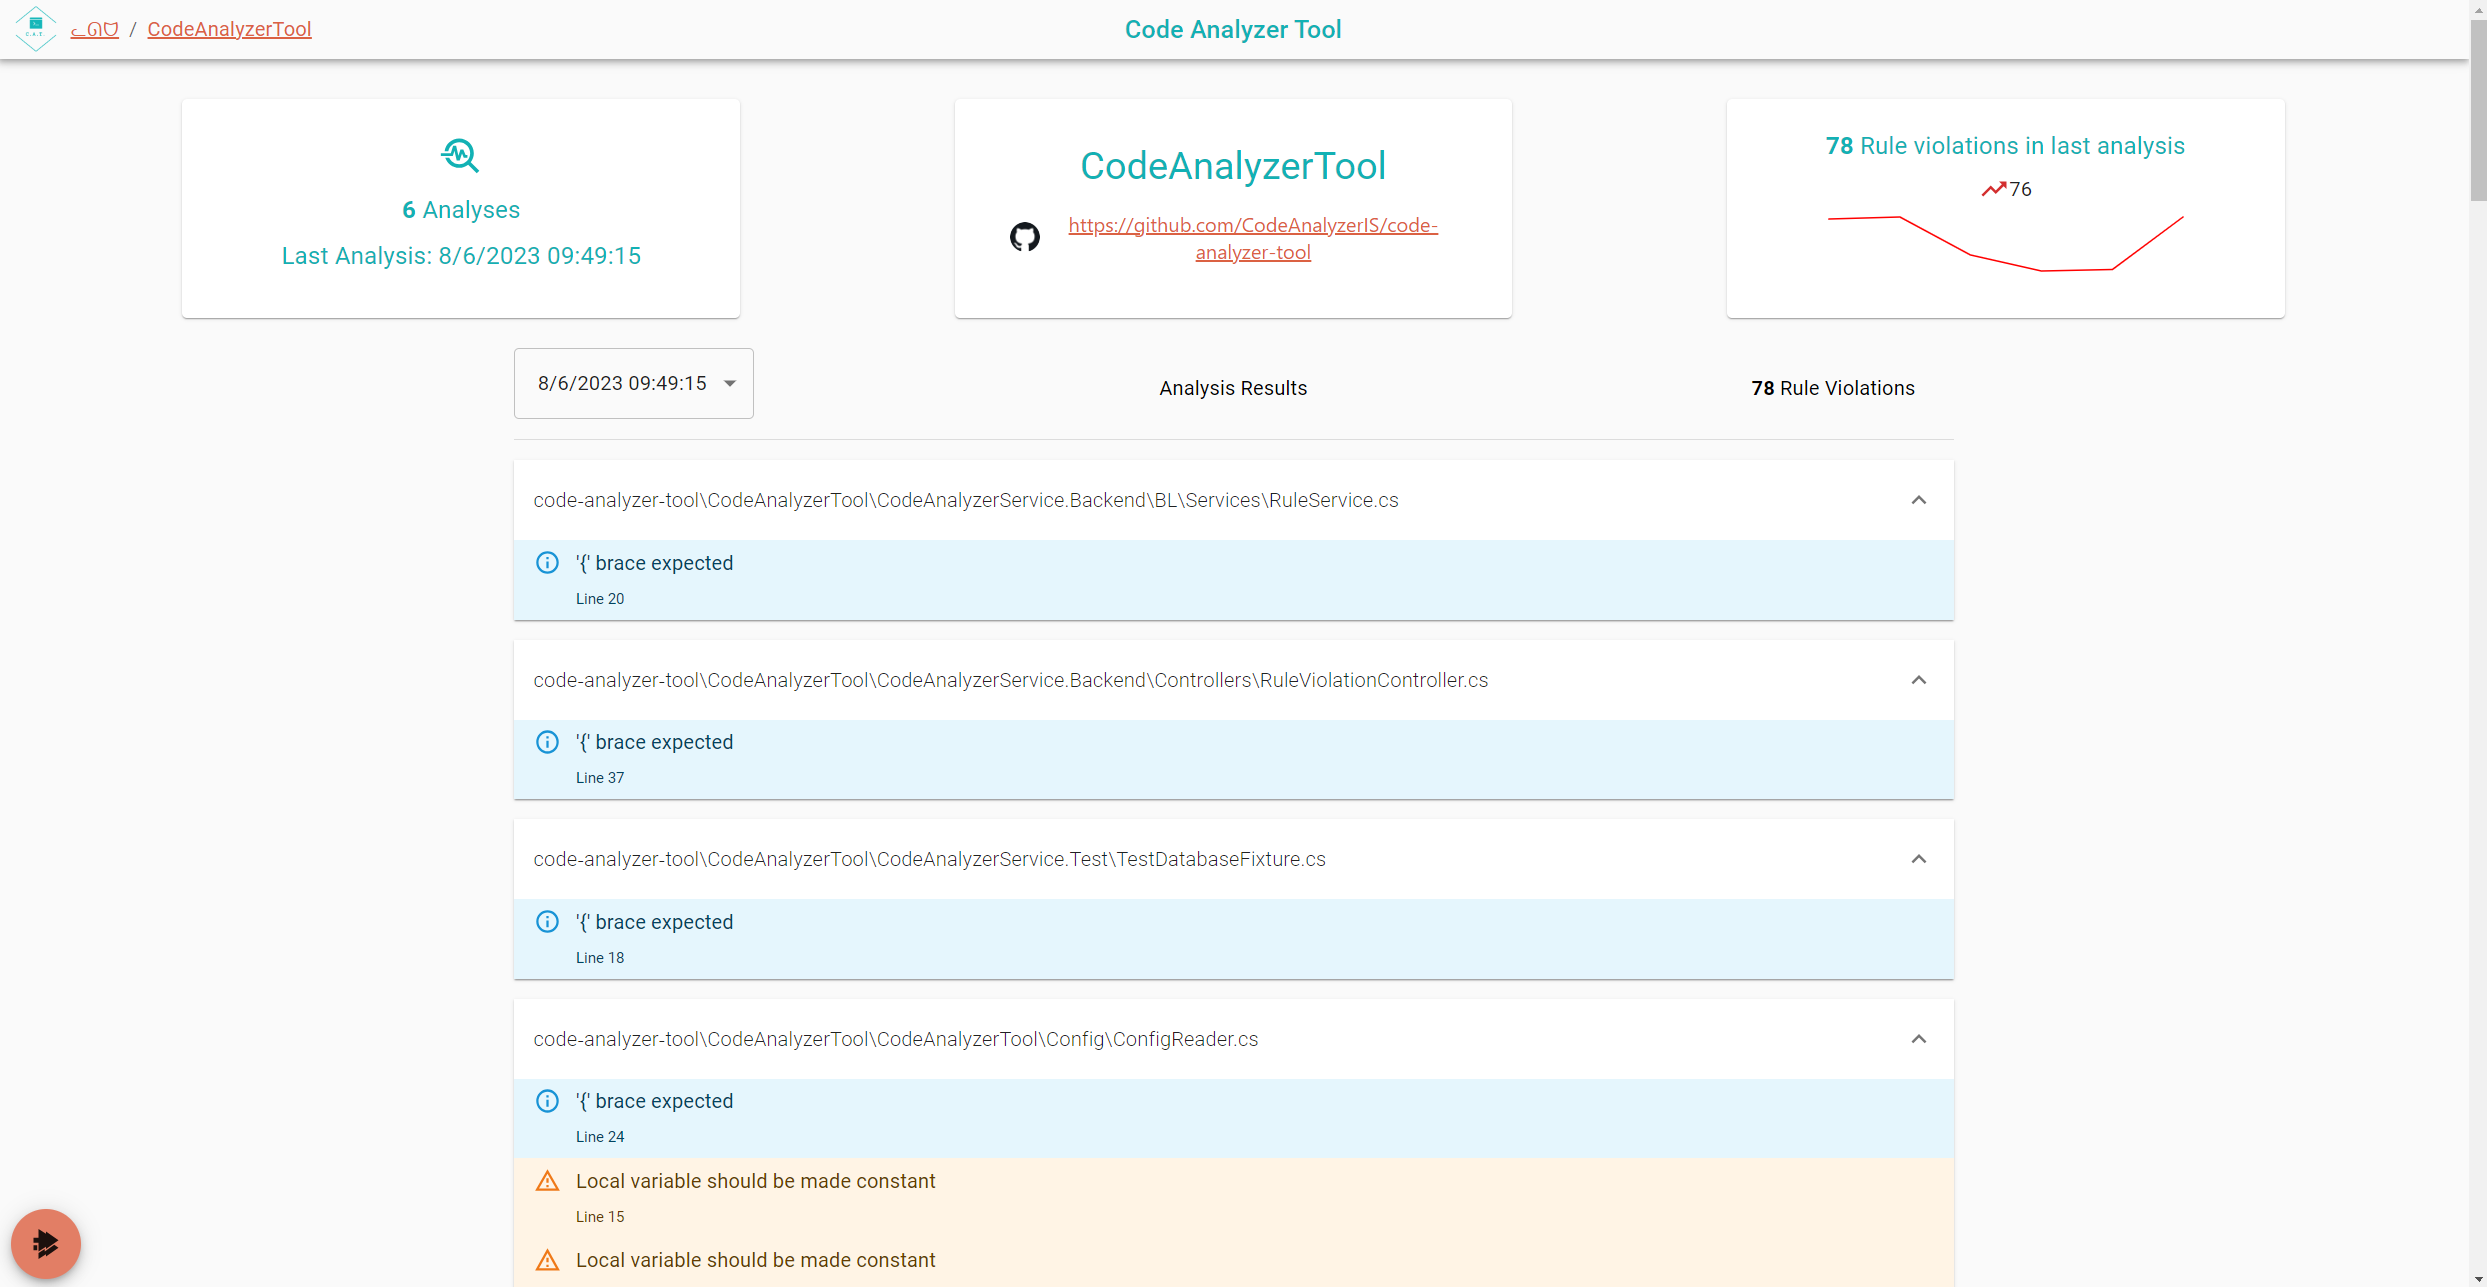 C.A.T.
CodeAnalyzerTool
/
Code Analyzer Tool
6 Analyses
Last Analysis: 8/6/2023 09:49:15
CodeAnalyzerTool
https://github.com/CodeAnalyzerIS/code-
analyzer-tool
78 Rule violations in last analysis
76
8/6/2023 09:49:15
Analysis Results
78 Rule Violations
code-analyzer-tool\CodeAnalyzerTool\CodeAnalyzerService.Backend\BL\Services\RuleService.cs
'{' brace expected
Line 20
code-analyzer-tool\CodeAnalyzerTool\CodeAnalyzerService.Backend\Controllers\RuleViolationController.cs
'{' brace expected
Line 37
code-analyzer-tool\CodeAnalyzerTool\CodeAnalyzerService.Test\TestDatabaseFixture.cs
'{' brace expected
Line 18
code-analyzer-tool\CodeAnalyzerTool\CodeAnalyzerTool\Config\ConfigReader.cs
'{' brace expected
Line 24
Local variable should be made constant
Line 15
Local variable should be made constant